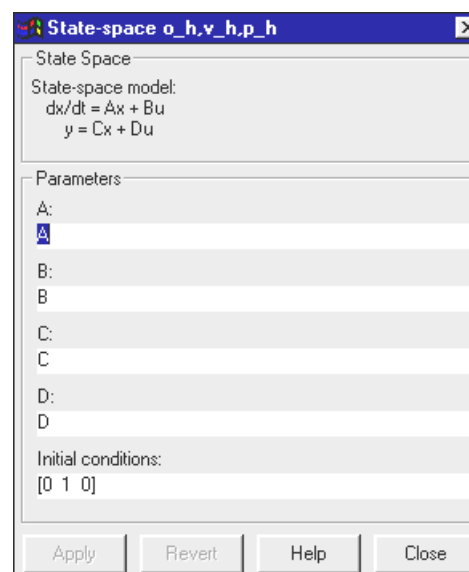 State-space o_h,v_h,p_h
State Space
State-space model:
dx/dt = Ax + Bu
y = Cx + Du
Parameters
A:
A
B:
B
C:
C
D:
D
Initial conditions:
[0 1 0]
Apply Revert Help Close